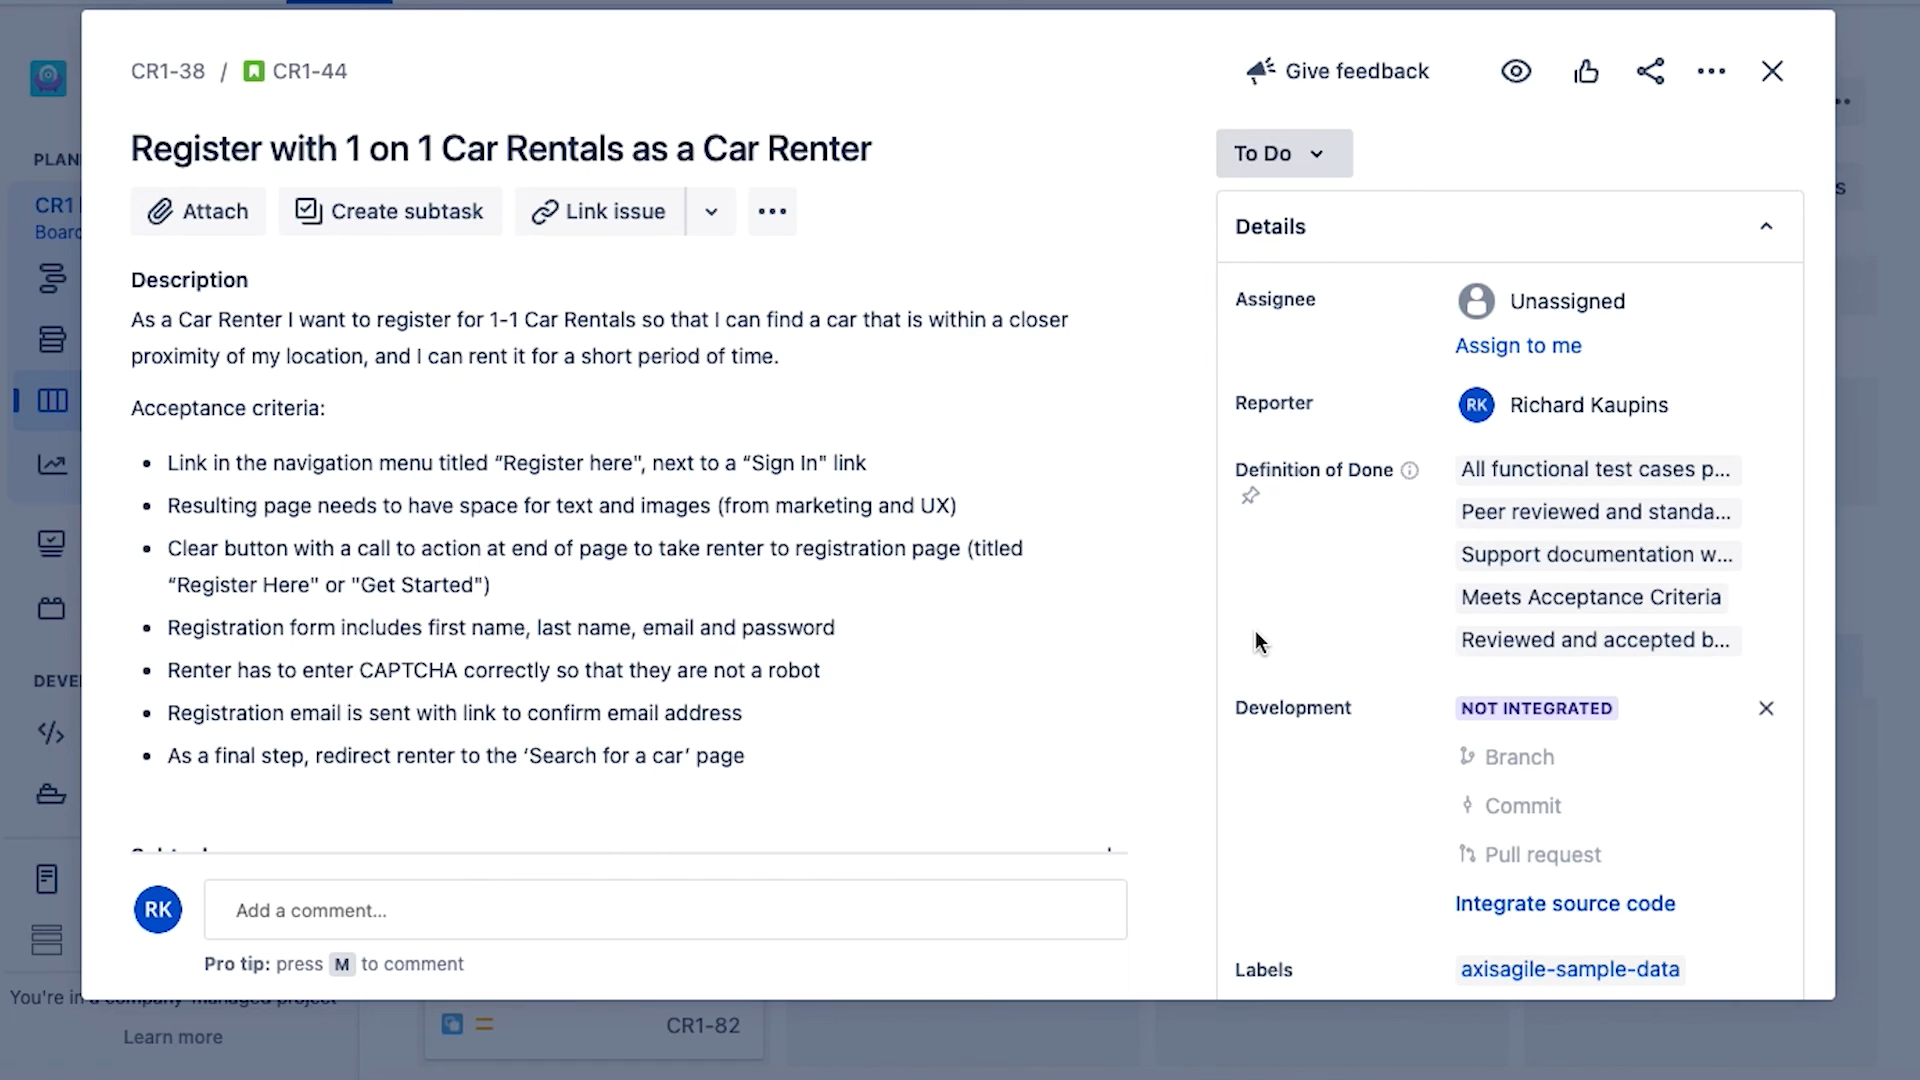 CR1-38 / CR1-44
Give feedback
Register with 1 on 1 Car Rentals as a Car Renter
To Do
Attach
Create subtask
Link issue
Description
As a Car Renter I want to register for 1-1 Car Rentals so that I can find a car that is within a closer
proximity of my location, and I can rent it for a short period of time.
Acceptance criteria:
• Link in the navigation menu titled “Register here", next to a “Sign In" link
• Resulting page needs to have space for text and images (from marketing and UX)
• Clear button with a call to action at end of page to take renter to registration page (titled
“Register Here" or "Get Started")
• Registration form includes first name, last name, email and password
• Renter has to enter CAPTCHA correctly so that they are not a robot
• Registration email is sent with link to confirm email address
• As a final step, redirect renter to the ‘Search for a car’ page
RK
Add a comment...
Pro tip: press M to comment
Details
Assignee
Unassigned
Assign to me
Reporter
RK Richard Kaupins
Definition of Done
All functional test cases p...
Peer reviewed and standa...
Support documentation w...
Meets Acceptance Criteria
Reviewed and accepted b...
Development
NOT INTEGRATED
Branch
Commit
Pull request
Integrate source code
Labels
axisagile-sample-data
PLAN
CR1
Board
DEVE
You're in a company-managed project
Learn more
CR1-82